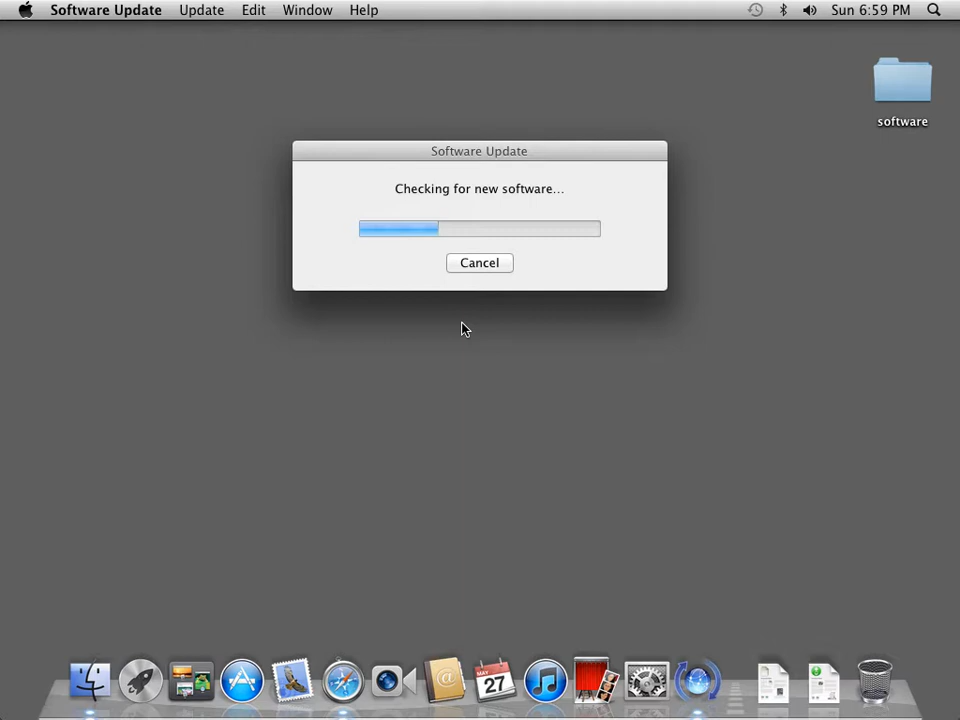 Software Update Update Edit Window Help Sun 6:59 PM
software
Software Update
Checking for new software...
Cancel
@
MAY
27